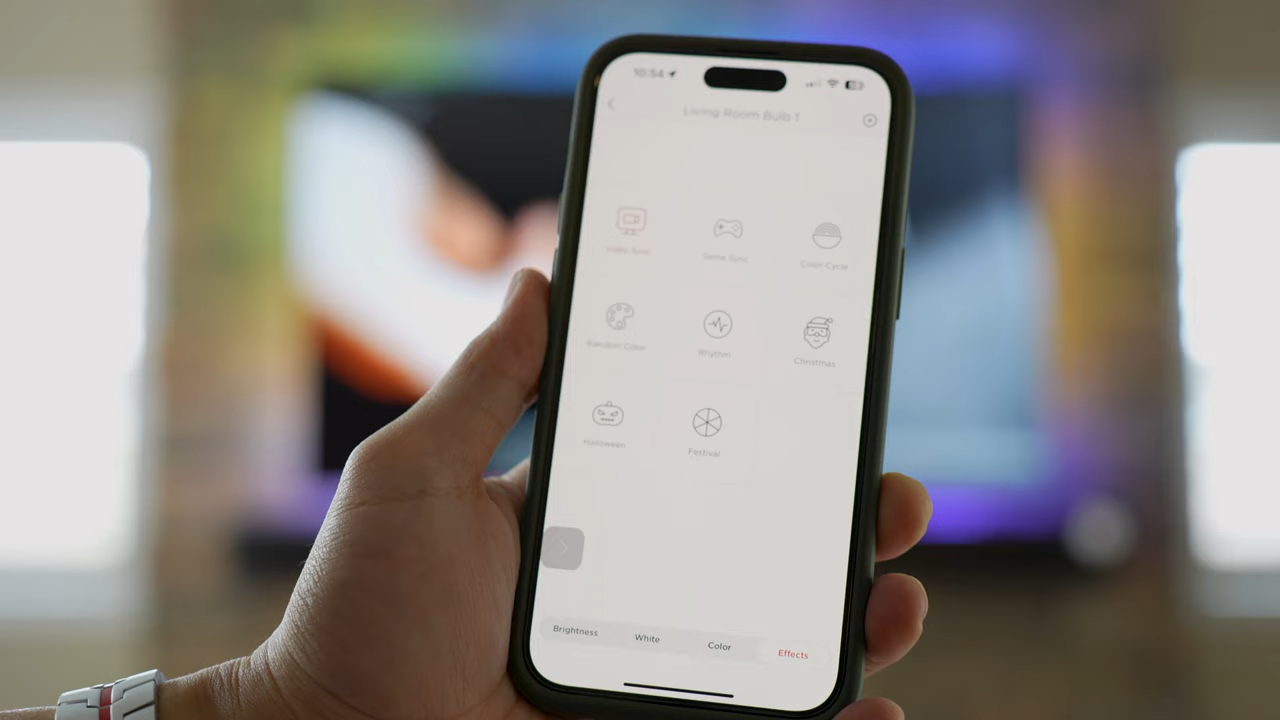 10:54
Living Room Bulb 1
Video Sync
Game Sync
Color Cycle
Random Color
Rhythm
Christmas
Halloween
Festival
Brightness
White
Color
Effects